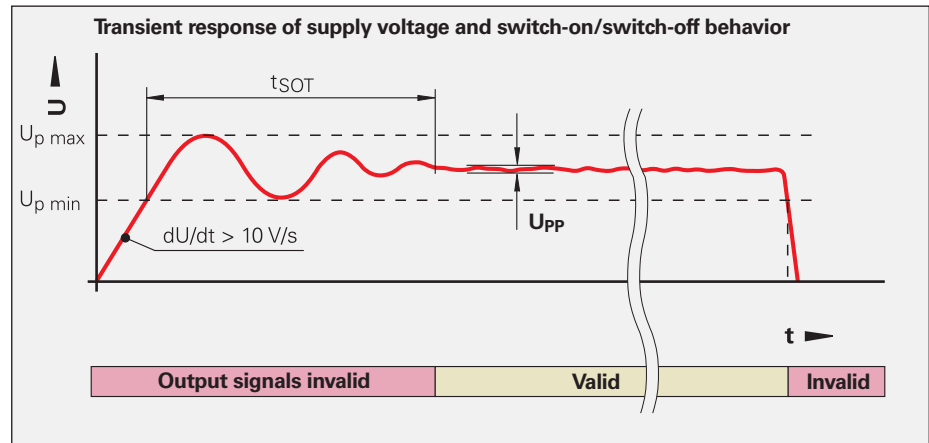 Transient response of supply voltage and switch-on/switch-off behavior
U
tSOT
Up max
Up min
UPP
dU/dt > 10 V/s
t
Output signals invalid
Valid
Invalid